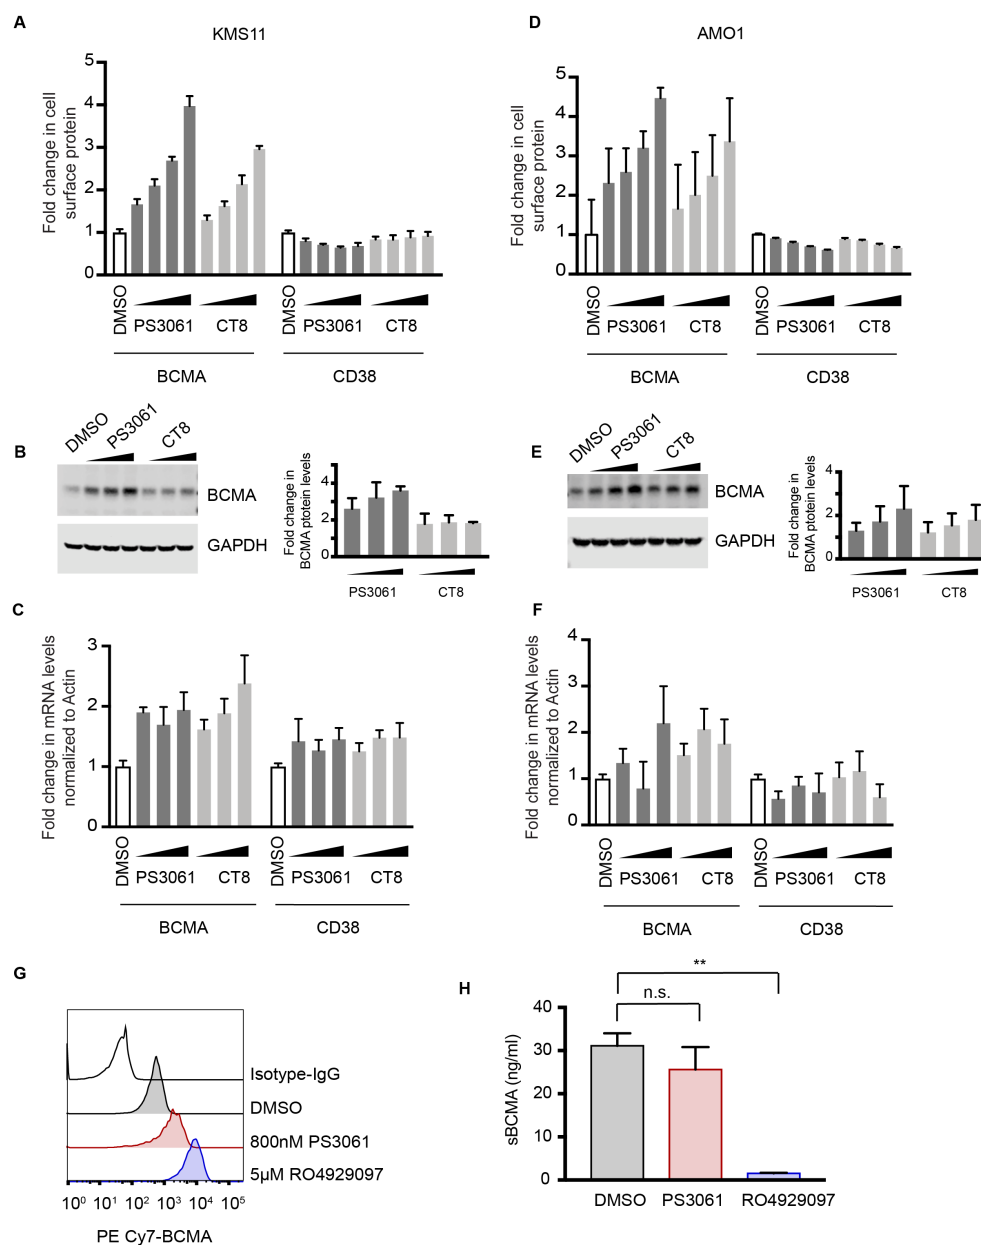 A
KMS11
Fold change in cell
surface protein
5
4
3
2
1
0
DMSO
PS3061
CT8
DMSO
PS3061
CT8
BCMA
CD38
D
AMO1
Fold change in cell
surface protein
5
4
3
2
1
0
DMSO
PS3061
CT8
DMSO
PS3061
CT8
BCMA
CD38
B
DMSO
PS3061
CT8
BCMA
GAPDH
Fold change in
BCMA ptotein levels
4
2
0
PS3061
CT8
E
DMSO
PS3061
CT8
BCMA
GAPDH
Fold change in
BCMA protein levels
4
2
0
PS3061
CT8
C
Fold change in mRNA levels
normalized to Actin
3
2
1
0
DMSO
PS3061
CT8
DMSO
PS3061
CT8
BCMA
CD38
F
Fold change in mRNA levels
normalized to Actin
4
3
2
1
0
DMSO
PS3061
CT8
DMSO
PS3061
CT8
BCMA
CD38
G
Isotype-IgG
DMSO
800nM PS3061
5µM RO4929097
10⁰ 10¹ 10² 10³ 10⁴ 10⁵
PE Cy7-BCMA
H
**
n.s.
sBCMA (ng/ml)
40
30
20
10
0
DMSO PS3061 RO4929097